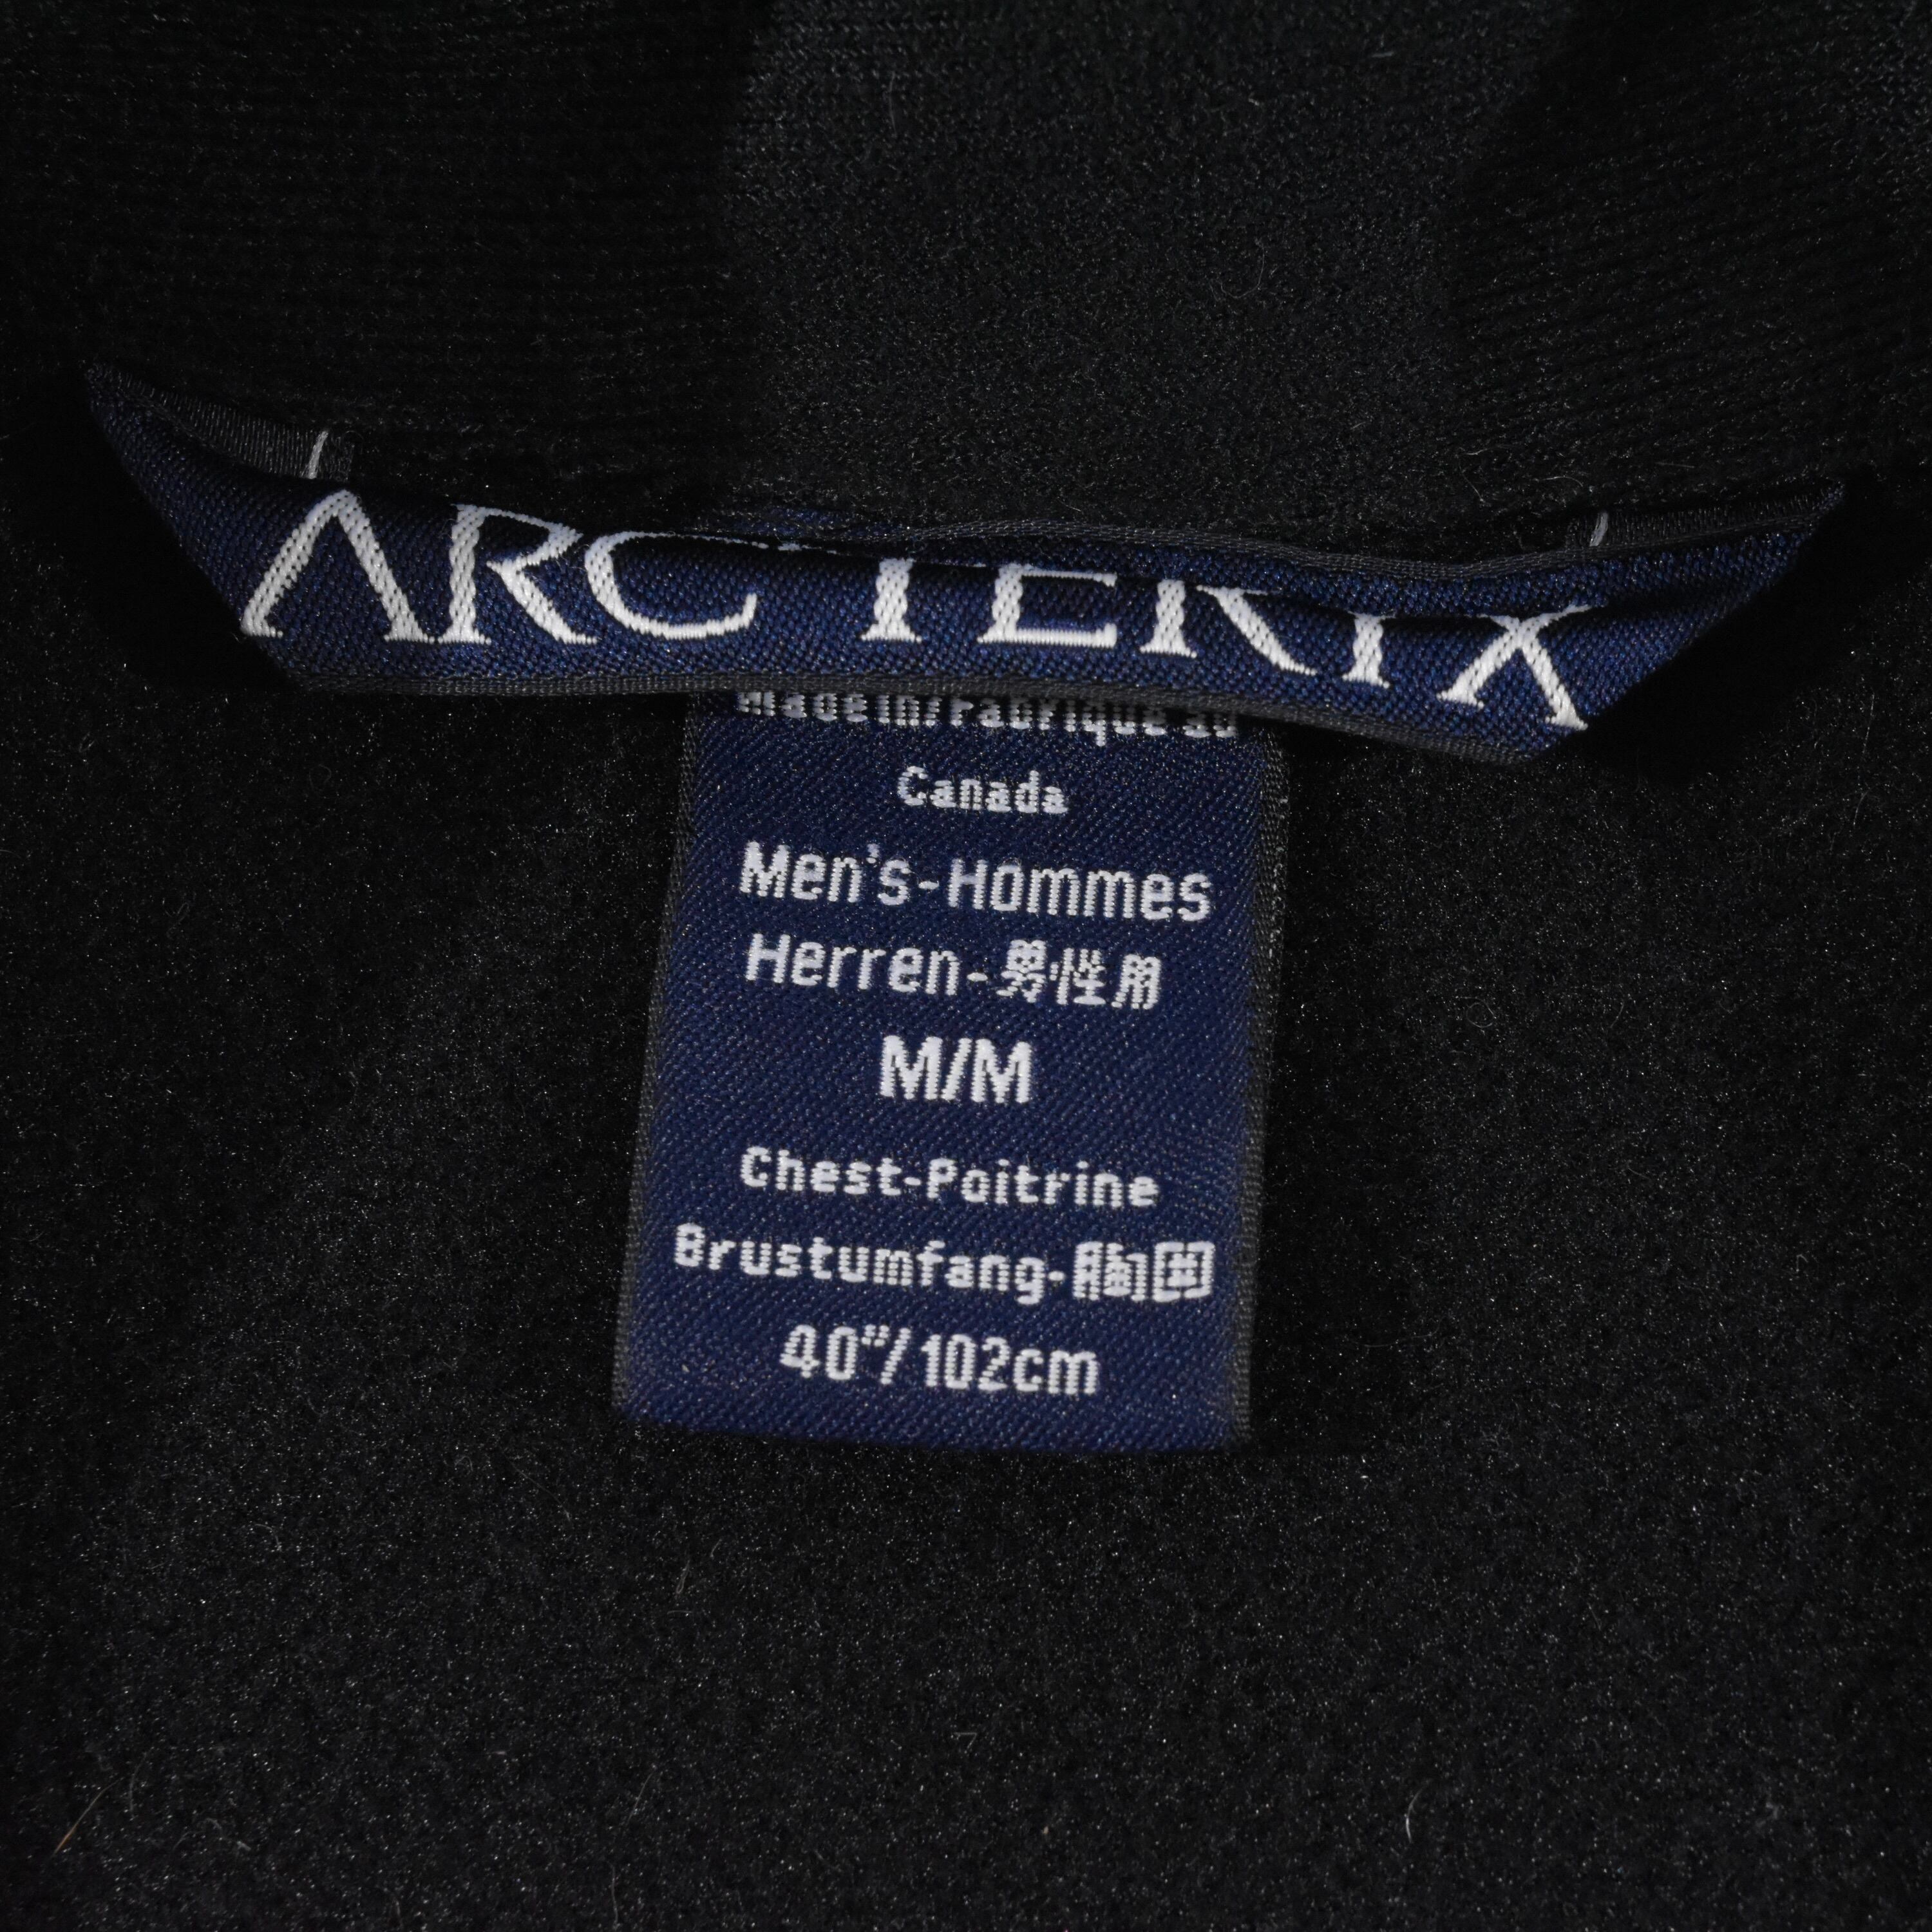 ARC'TERYX
Made in/Fabriqué au
Canada
Men's-Hommes
Herren-男性用
M/M
Chest-Poitrine
Brustumfang-胸囲
40"/102cm